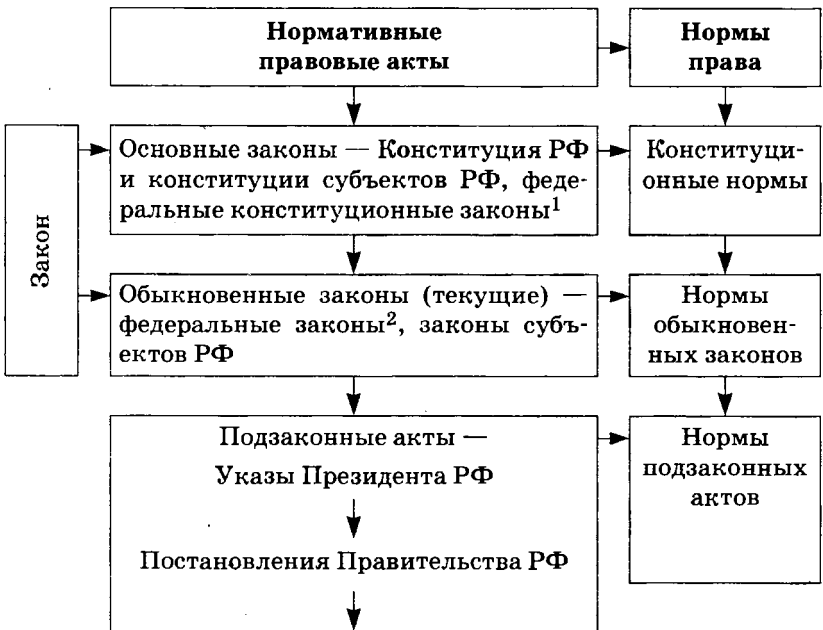 Нормативные
правовые акты
Нормы
права
Закон
Основные законы — Конституция РФ
и конституции субъектов РФ, феде-
ральные конституционные законы¹
Конституци-
онные нормы
Обыкновенные законы (текущие) —
федеральные законы², законы субъ-
ектов РФ
Нормы
обыкновен-
ных законов
Подзаконные акты —
Указы Президента РФ
Постановления Правительства РФ
Нормы
подзаконных
актов